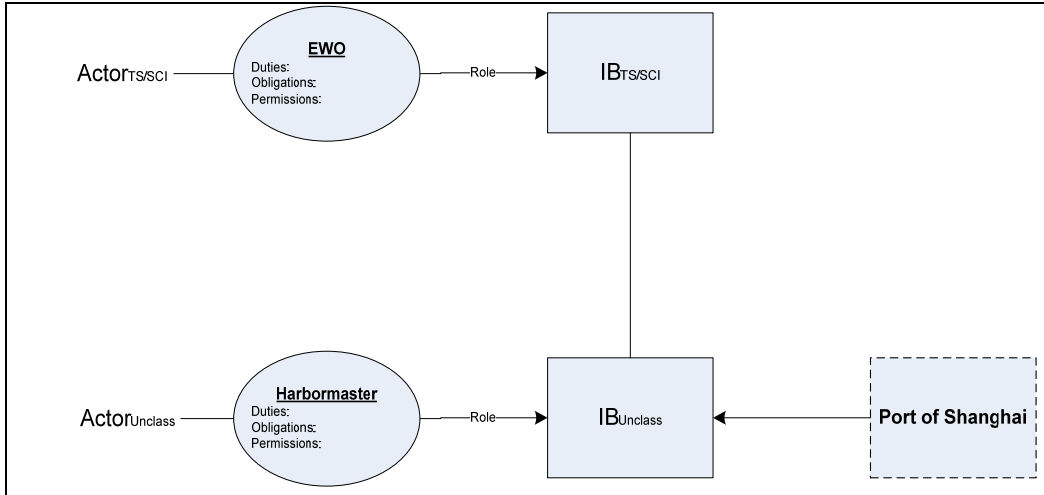 EWO
Duties:
Obligations:
Permissions:
ActorTS/SCI
Role
IBTS/SCI
Harbormaster
Duties:
Obligations:
Permissions:
ActorUnclass
Role
IBUnclass
Port of Shanghai